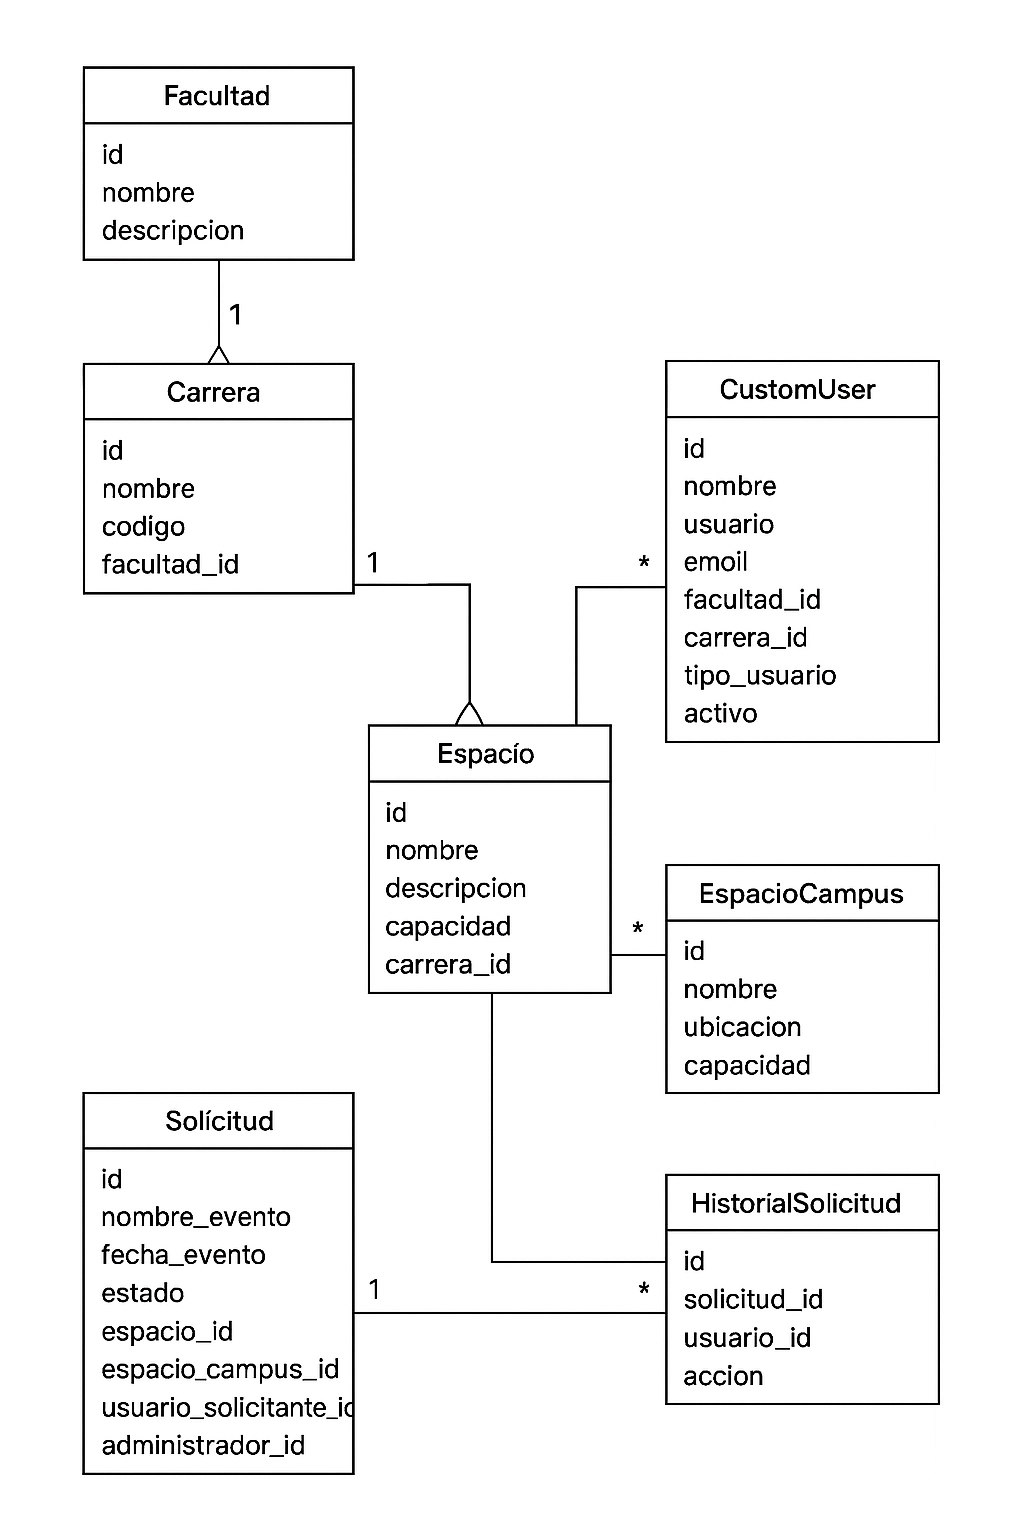 Facultad
id
nombre
descripcion
1
Carrera
id
nombre
codigo
facultad_id
1
CustomUser
id
nombre
usuario
emoil
facultad_id
carrera_id
tipo_usuario
activo
*
Espacío
id
nombre
descripcion
capacidad
carrera_id
*
EspacioCampus
id
nombre
ubicacion
capacidad
Solícitud
id
nombre_evento
fecha_evento
estado
espacio_id
espacio_campus_id
usuario_solicitante_id
administrador_id
1
*
HistorialSolicitud
id
solicitud_id
usuario_id
accion